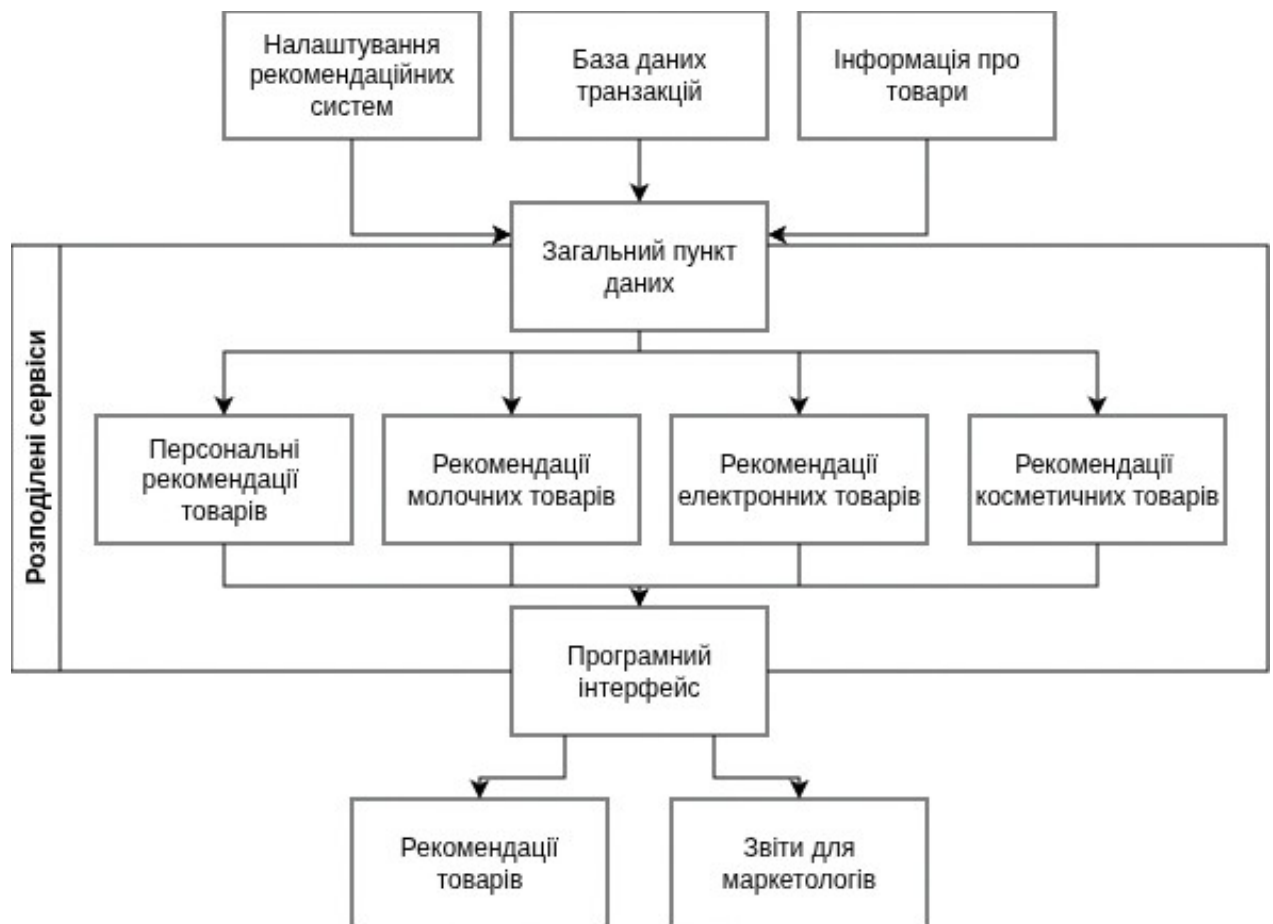 Налаштування
рекомендаційних
систем
База даних
транзакцій
Інформація про
товари
Загальний пункт
даних
Розподілені сервіси
Персональні
рекомендації
товарів
Рекомендації
молочних товарів
Рекомендації
електронних товарів
Рекомендації
косметичних товарів
Програмний
інтерфейс
Рекомендації
товарів
Звіти для
маркетологів